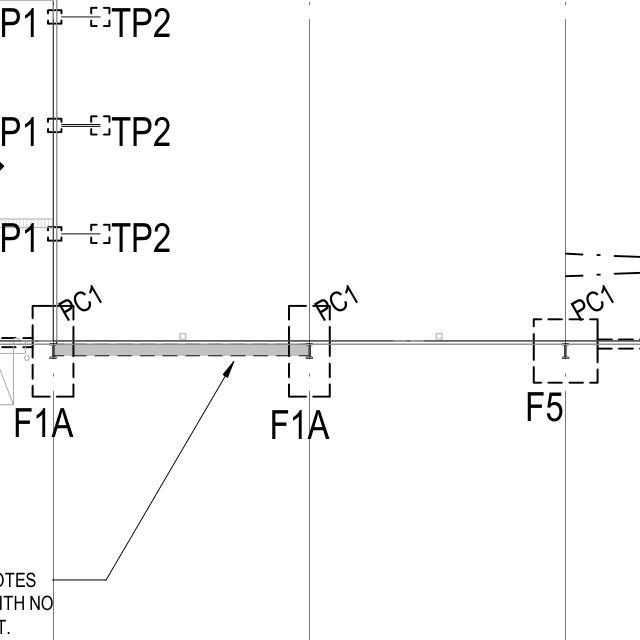 P1 TP2
P1 TP2
P1 TP2
PC1 PC1 PC1
F1A F1A F5
OTES
ITH NO
T.